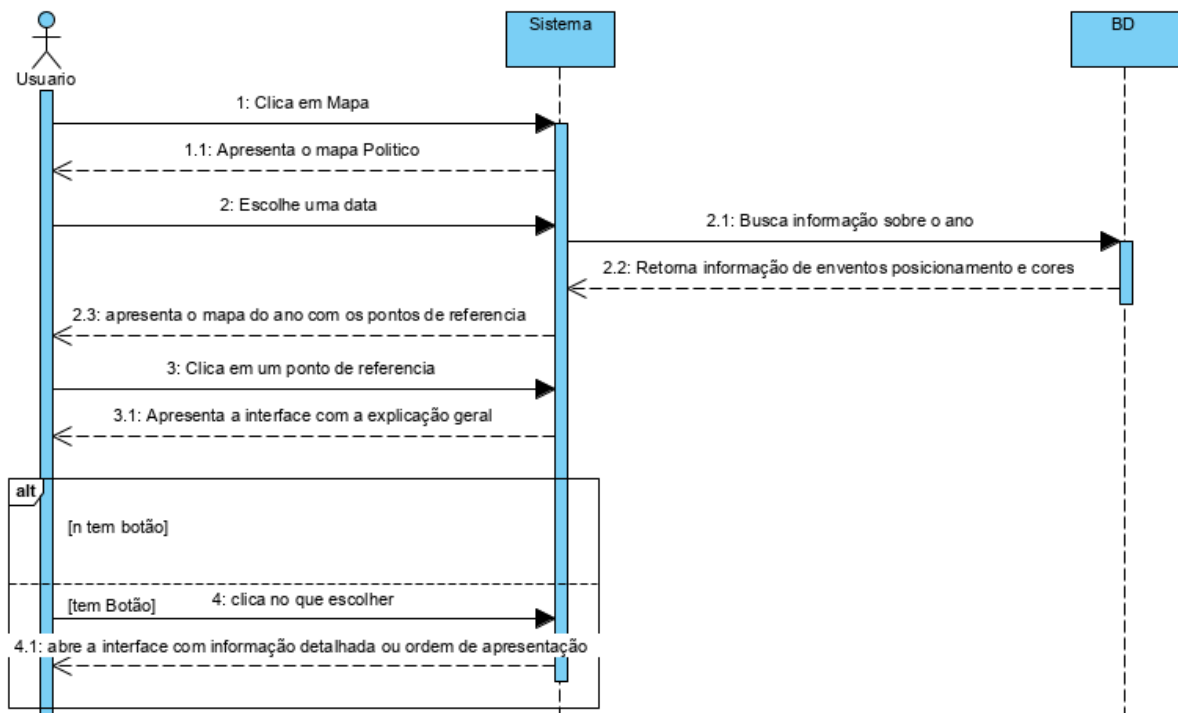 Sistema
BD
Usuario
1: Clica em Mapa
1.1: Apresenta o mapa Politico
2: Escolhe uma data
2.1: Busca informação sobre o ano
2.2: Retorna informação de enventos posicionamento e cores
2.3: apresenta o mapa do ano com os pontos de referencia
3: Clica em um ponto de referencia
3.1: Apresenta a interface com a explicação geral
alt
[n tem botão]
[tem Botão]
4: clica no que escolher
4.1: abre a interface com informação detalhada ou ordem de apresentação